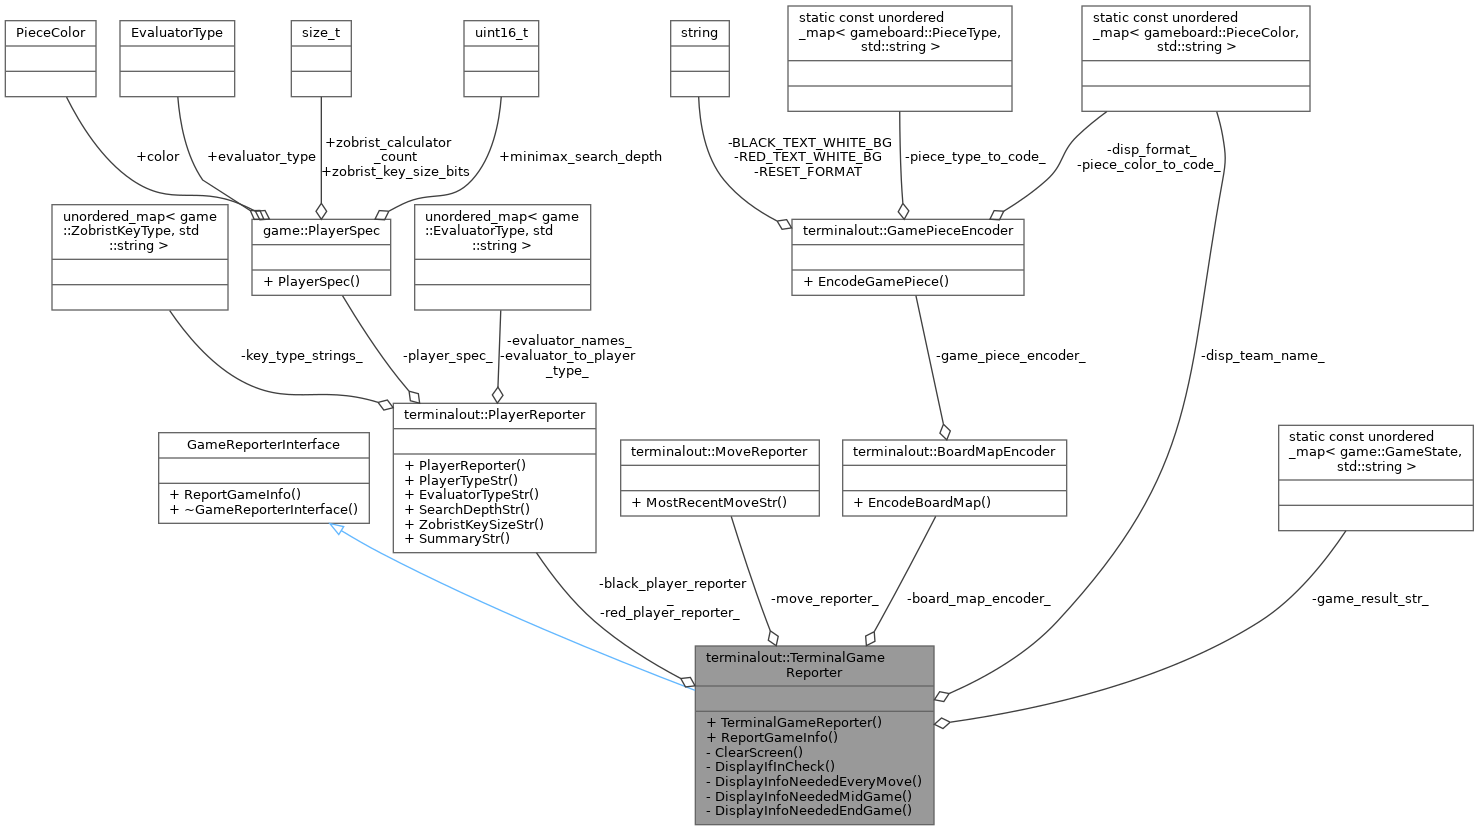 PieceColor
EvaluatorType
size_t
uint16_t
string
static const unordered
_map< gameboard::PieceType,
std::string >
static const unordered
_map< gameboard::PieceColor,
std::string >
+color
+evaluator_type
+zobrist_calculator
_count
+zobrist_key_size_bits
+minimax_search_depth
-BLACK_TEXT_WHITE_BG
-RED_TEXT_WHITE_BG
-RESET_FORMAT
-piece_type_to_code_
-disp_format_
-piece_color_to_code_
unordered_map< game
::ZobristKeyType, std
::string >
game::PlayerSpec
+ PlayerSpec()
unordered_map< game
::EvaluatorType, std
::string >
terminalout::GamePieceEncoder
+ EncodeGamePiece()
-key_type_strings_
-player_spec_
-evaluator_names_
-evaluator_to_player
_type_
-game_piece_encoder_
-disp_team_name_
GameReporterInterface
+ ReportGameInfo()
+ ~GameReporterInterface()
terminalout::PlayerReporter
+ PlayerReporter()
+ PlayerTypeStr()
+ EvaluatorTypeStr()
+ SearchDepthStr()
+ ZobristKeySizeStr()
+ SummaryStr()
terminalout::MoveReporter
+ MostRecentMoveStr()
terminalout::BoardMapEncoder
+ EncodeBoardMap()
static const unordered
_map< game::GameState,
std::string >
-black_player_reporter
_
-red_player_reporter_
-move_reporter_
-board_map_encoder_
-game_result_str_
terminalout::TerminalGame
Reporter
+ TerminalGameReporter()
+ ReportGameInfo()
- ClearScreen()
- DisplayIfInCheck()
- DisplayInfoNeededEveryMove()
- DisplayInfoNeededMidGame()
- DisplayInfoNeededEndGame()